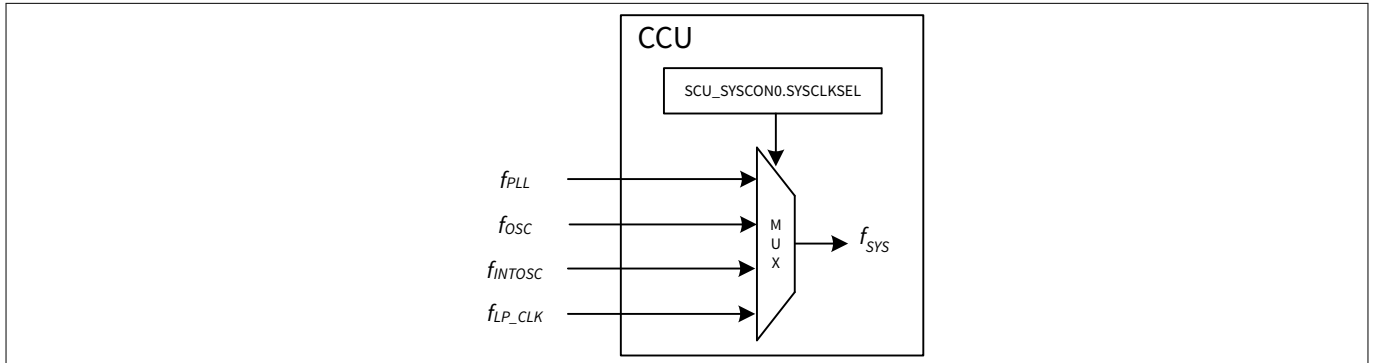 CCU
SCU_SYSCON0.SYSCLKSEL
fPLL
fOSC
fINTOSC
fLP_CLK
M
U
X
fSYS